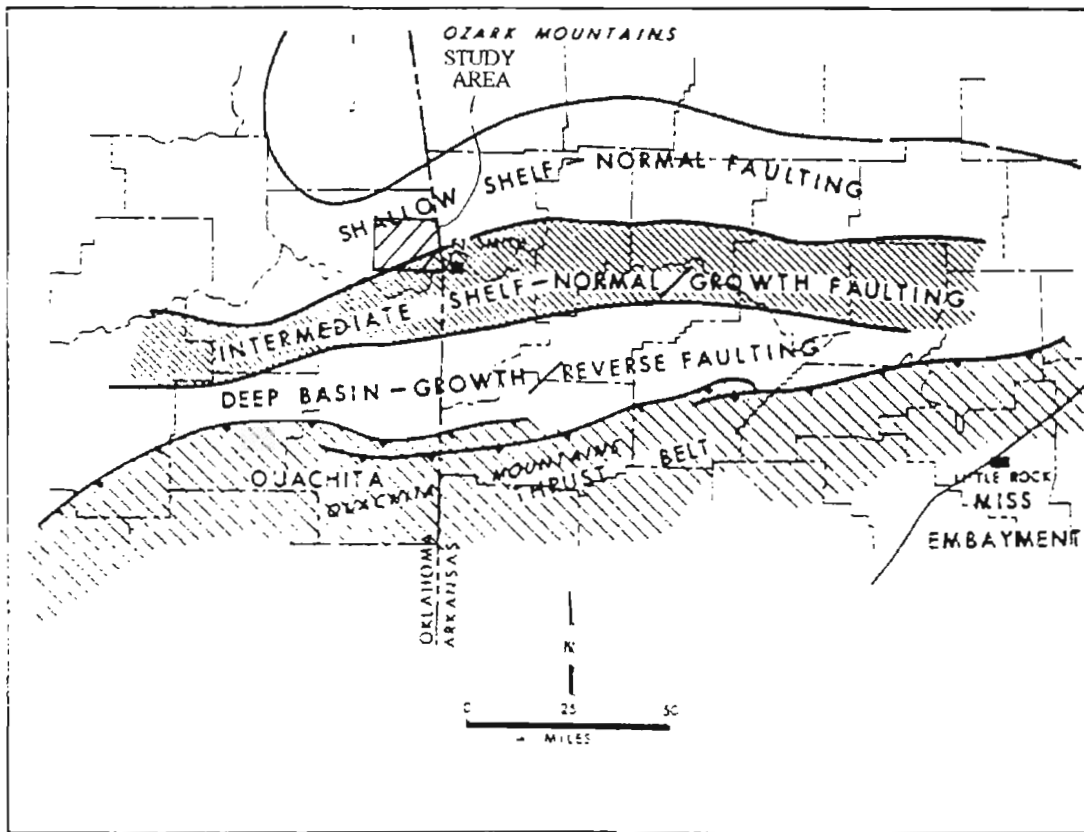 OZARK MOUNTAINS
STUDY
AREA
SHALLOW SHELF - NORMAL FAULTING
INTERMEDIATE SHELF - NORMAL / GROWTH FAULTING
DEEP BASIN - GROWTH / REVERSE FAULTING
OUACHITA
MOUNTAINS
THRUST BELT
LITTLE ROCK
MISS
EMBAYMENT
OKLAHOMA
ARKANSAS
N
0 25 50
MILES